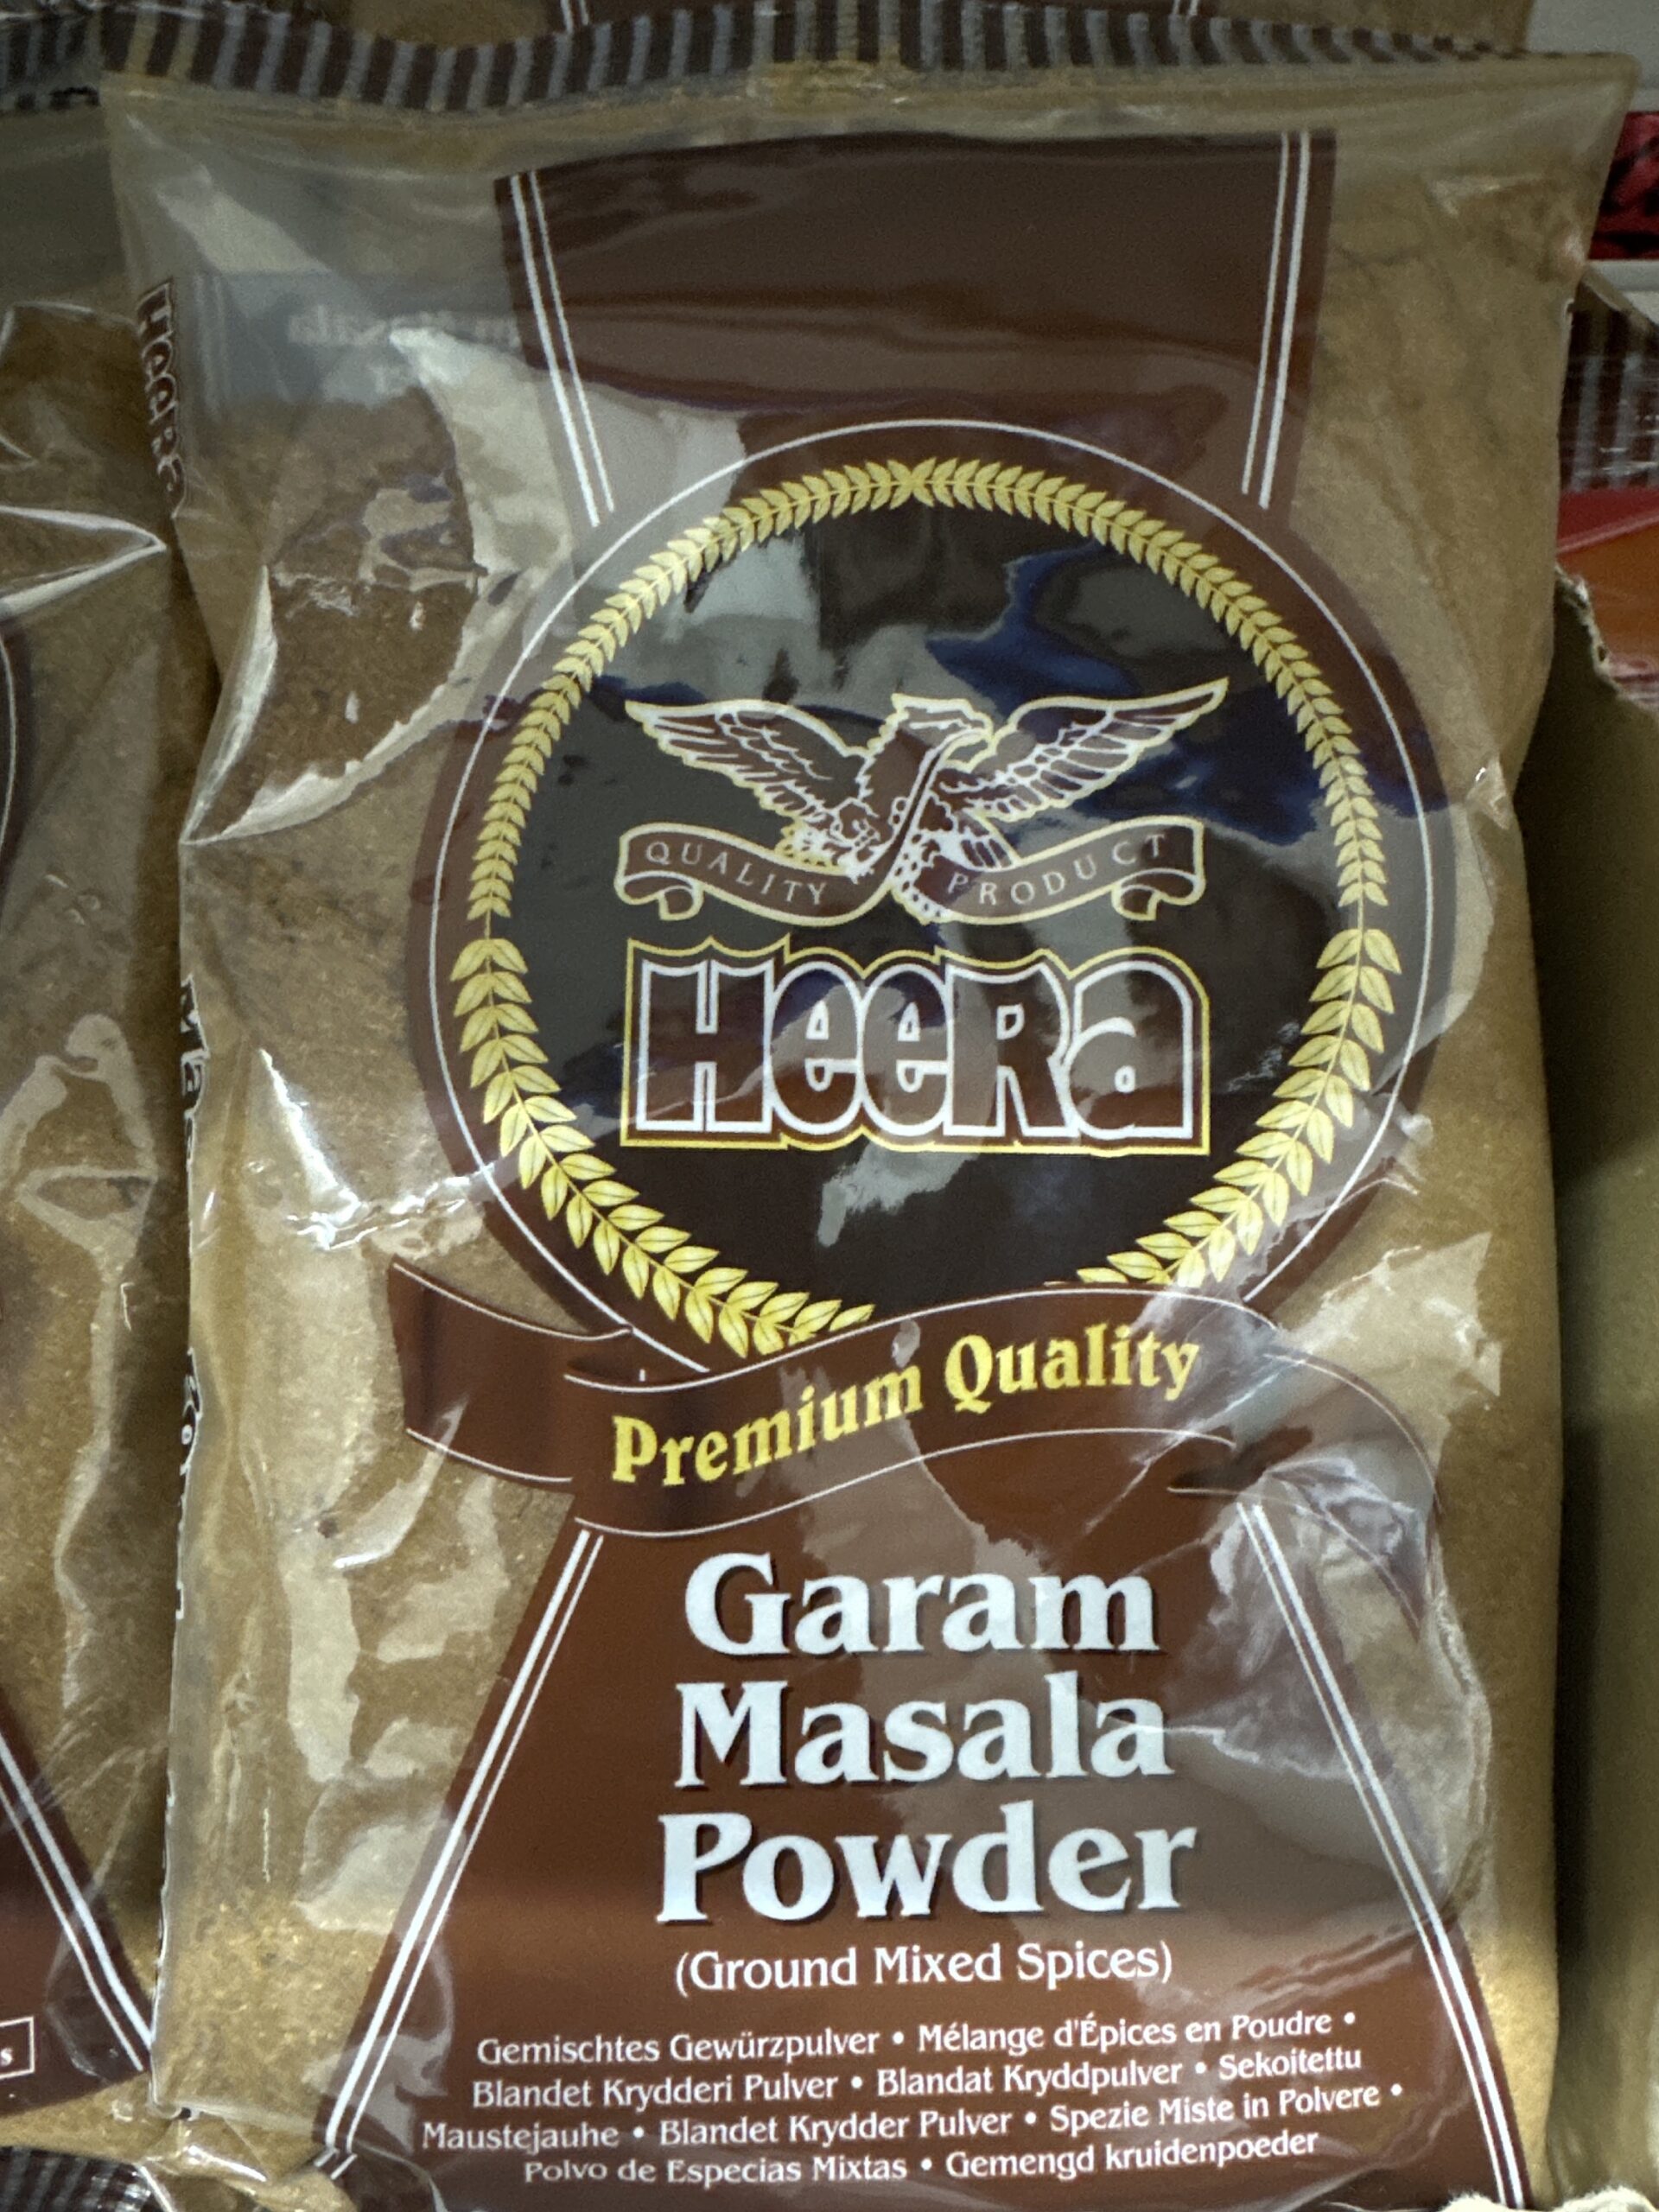 QUALITY PRODUCT
HeeRa
Premium Quality
Garam
Masala
Powder
(Ground Mixed Spices)
Gemischtes Gewürzpulver • Mélange d'Épices en Poudre •
Blandet Krydderi Pulver • Blandat Kryddpulver • Sekoitettu
Maustejauhe • Blandet Krydder Pulver • Spezie Miste in Polvere •
Polvo de Especias Mixtas • Gemengd kruidenpoeder